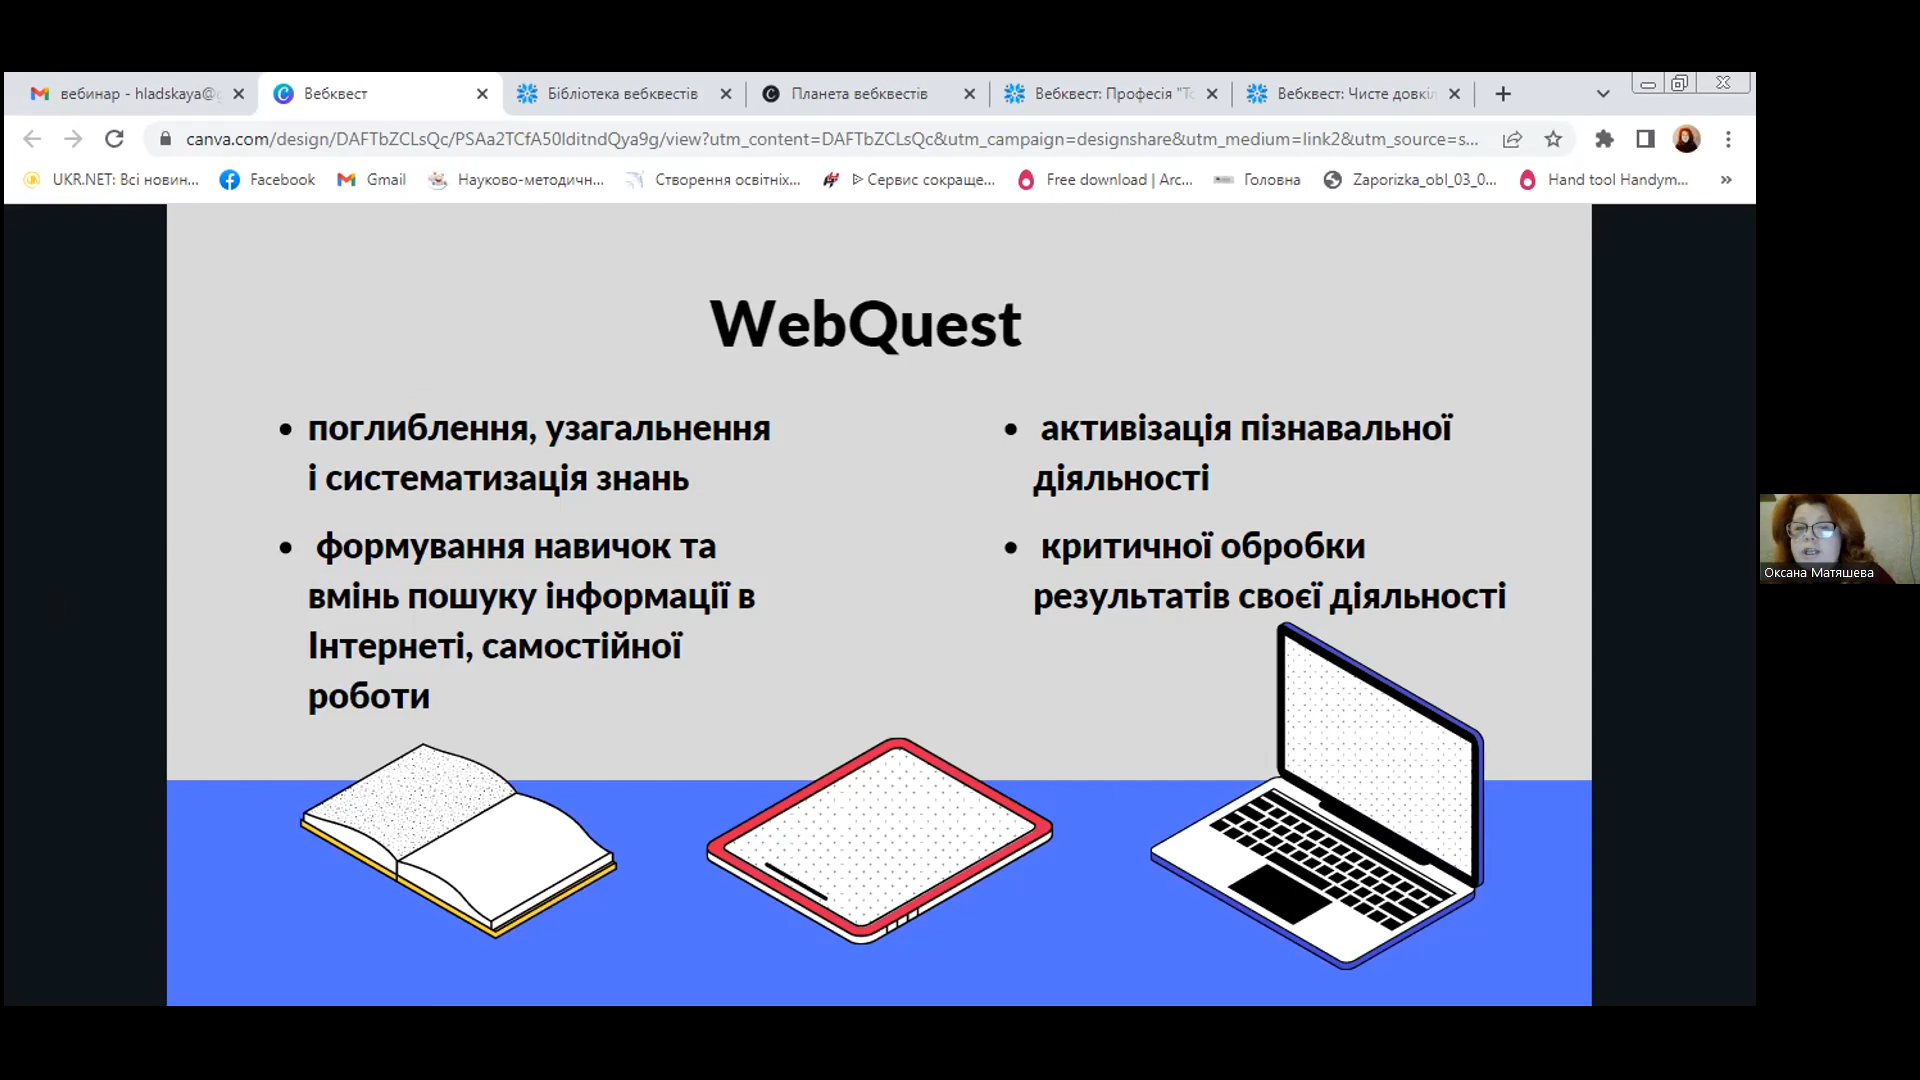 вебинар - hladskaya@g
Вебквест
Бібліотека вебквестів
Планета вебквестів
Вебквест: Професія "То
Вебквест: Чисте довкіл
canva.com/design/DAFTbZCLsQc/PSAa2TCfA50lditndQya9g/view?utm_content=DAFTbZCLsQc&utm_campaign=designshare&utm_medium=link2&utm_source=s...
UKR.NET: Всі новин...
Facebook
Gmail
Науково-методичн...
Створення освітніх...
ᐈ Сервис сокраще...
Free download | Arc...
Головна
Zaporizka_obl_03_0...
Hand tool Handym...
WebQuest
• поглиблення, узагальнення
і систематизація знань
• формування навичок та
вмінь пошуку інформації в
Інтернеті, самостійної
роботи
• активізація пізнавальної
діяльності
• критичної обробки
результатів своєї діяльності
Оксана Матяшева